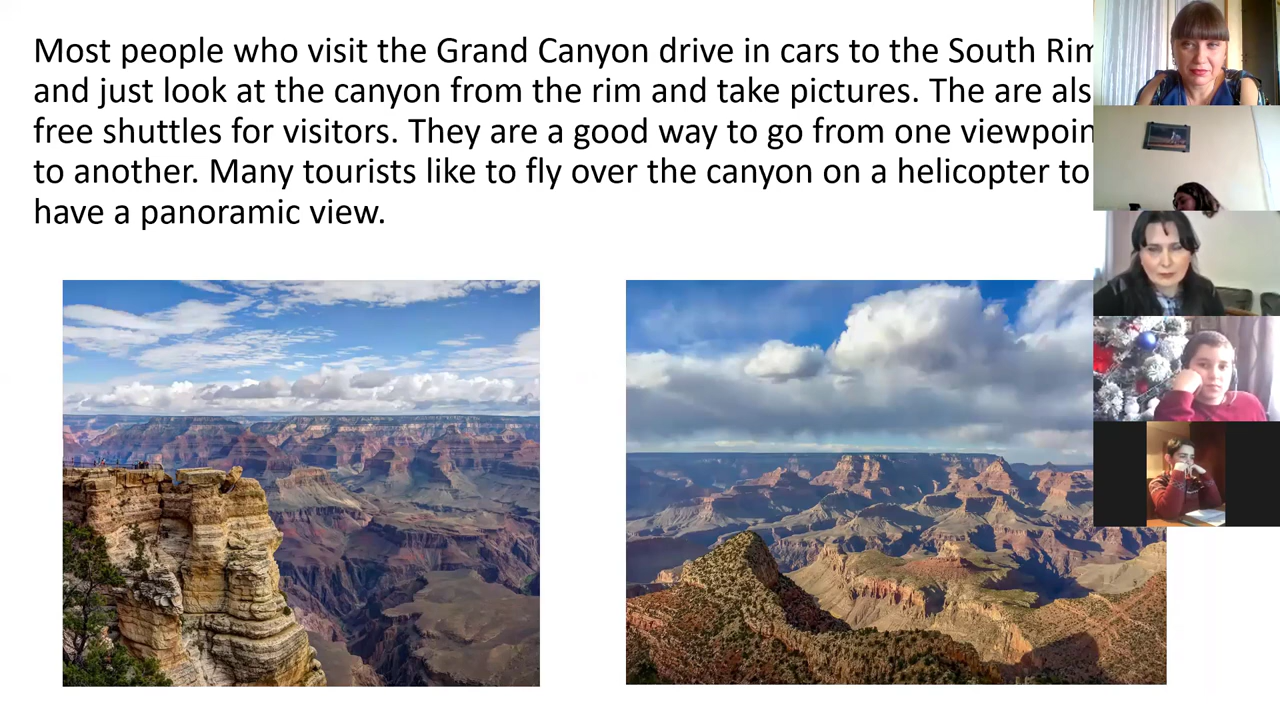 Most people who visit the Grand Canyon drive in cars to the South Rim
and just look at the canyon from the rim and take pictures. The are als
free shuttles for visitors. They are a good way to go from one viewpoin
to another. Many tourists like to fly over the canyon on a helicopter to
have a panoramic view.